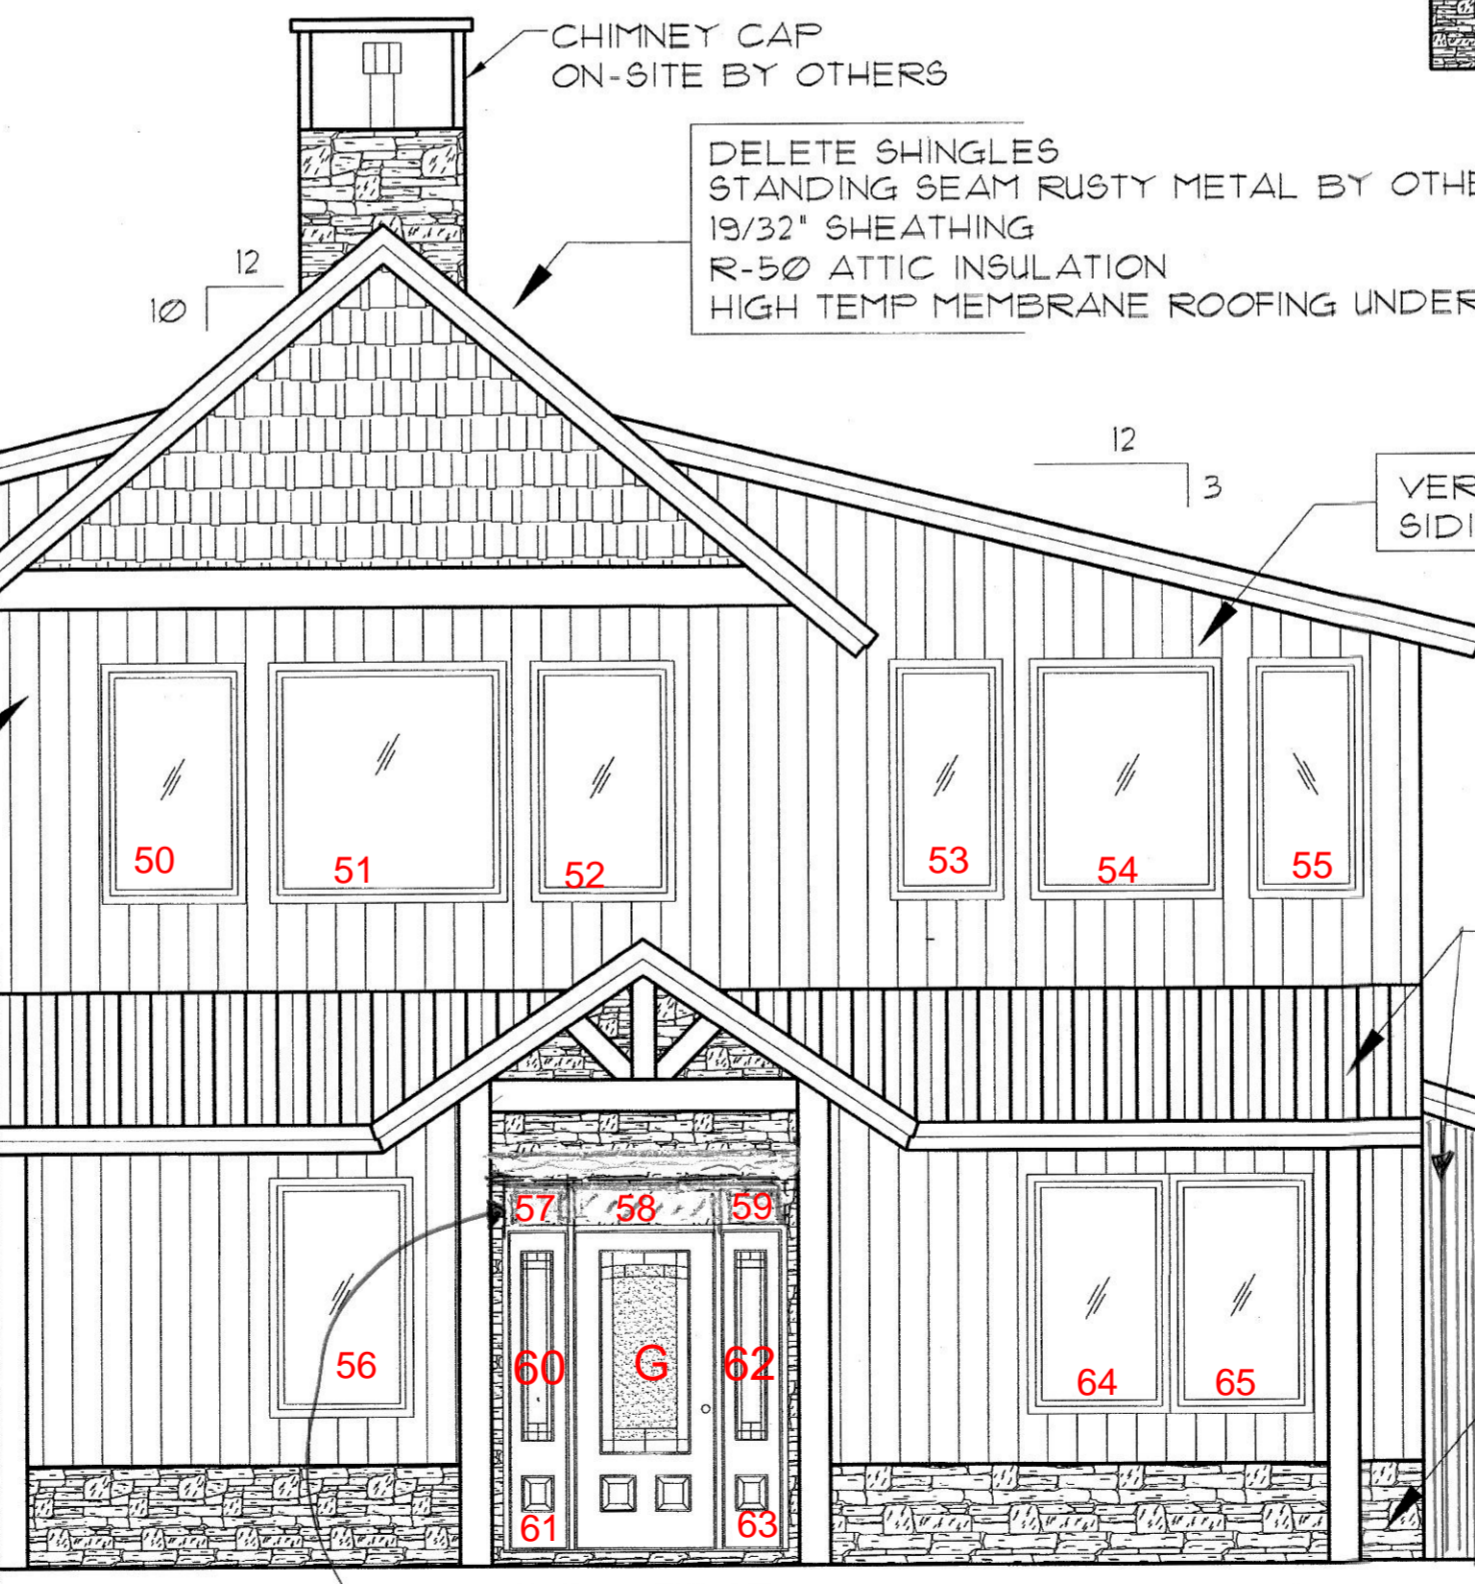 CHIMNEY CAP
ON-SITE BY OTHERS
DELETE SHINGLES
STANDING SEAM RUSTY METAL BY OTHE
19/32" SHEATHING
R-50 ATTIC INSULATION
HIGH TEMP MEMBRANE ROOFING UNDER
12
10
12
3
VER
SIDI
50
51
52
53
54
55
57
58
59
56
60
G
62
64
65
61
63